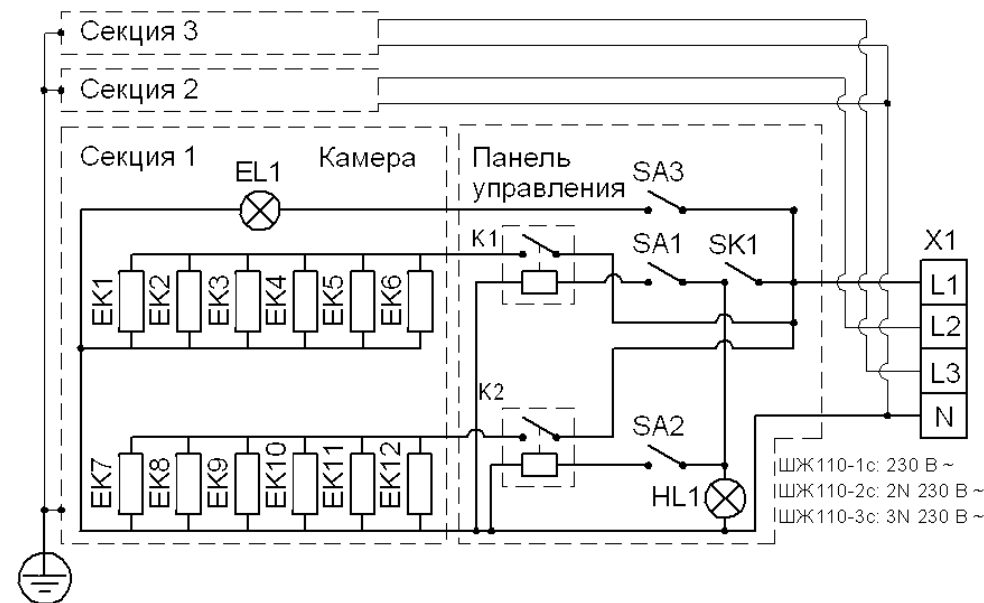 Секция 3
Секция 2
Секция 1
Камера
Панель
управления
EL1
SA3
K1
SA1
SK1
X1
EK1
EK2
EK3
EK4
EK5
EK6
L1
L2
L3
N
K2
SA2
EK7
EK8
EK9
EK10
EK11
EK12
HL1
ШЖ110-1с: 230 В ~
ШЖ110-2с: 2N 230 В ~
ШЖ110-3с: 3N 230 В ~